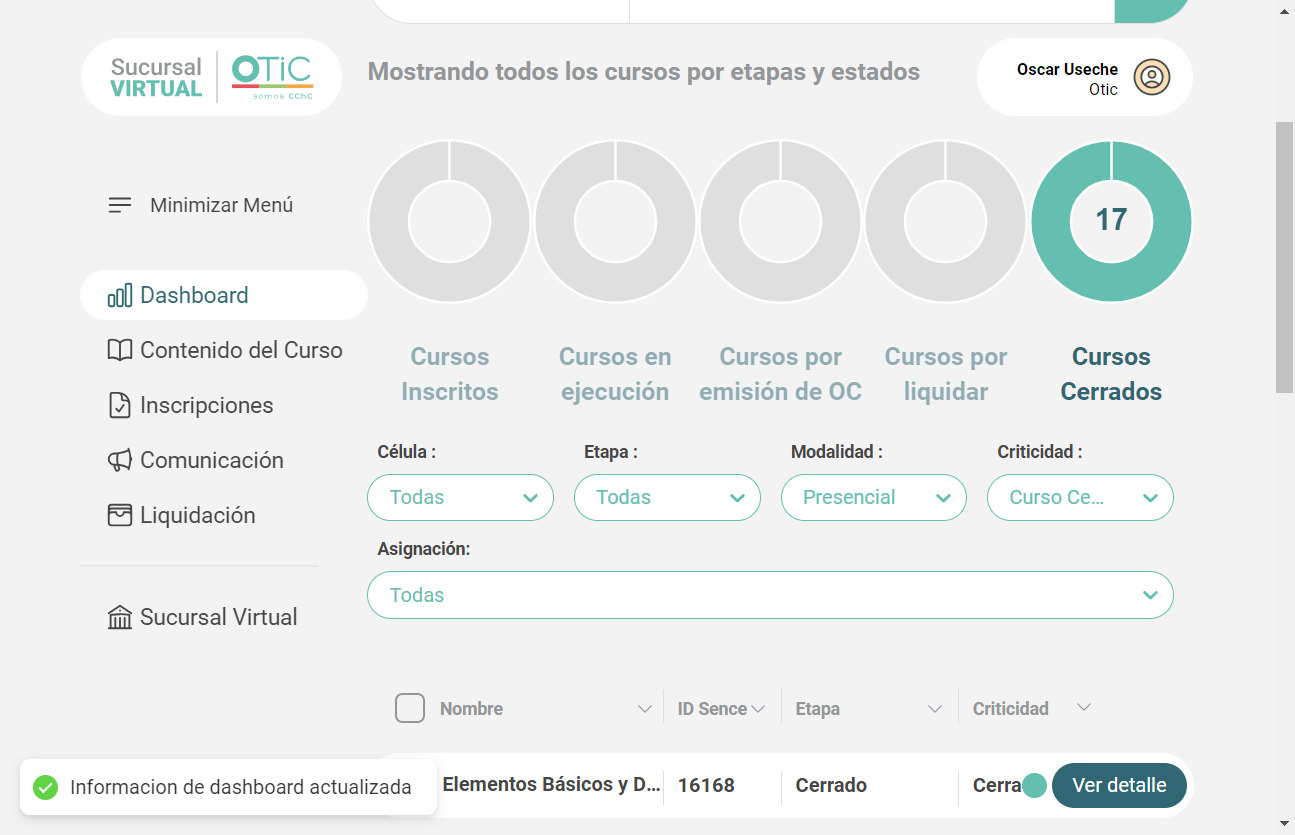 Sucursal
VIRTUAL
OTiC
somos CChC
Mostrando todos los cursos por etapas y estados
Oscar Useche
Otic
Minimizar Menú
Dashboard
Contenido del Curso
Inscripciones
Comunicación
Liquidación
Sucursal Virtual
17
Cursos
Inscritos
Cursos en
ejecución
Cursos por
emisión de OC
Cursos por
liquidar
Cursos
Cerrados
Célula :
Todas
Etapa :
Todas
Modalidad :
Presencial
Criticidad :
Curso Ce...
Asignación:
Todas
Nombre
ID Sence
Etapa
Criticidad
Elementos Básicos y D...
16168
Cerrado
Cerra
Ver detalle
Informacion de dashboard actualizada